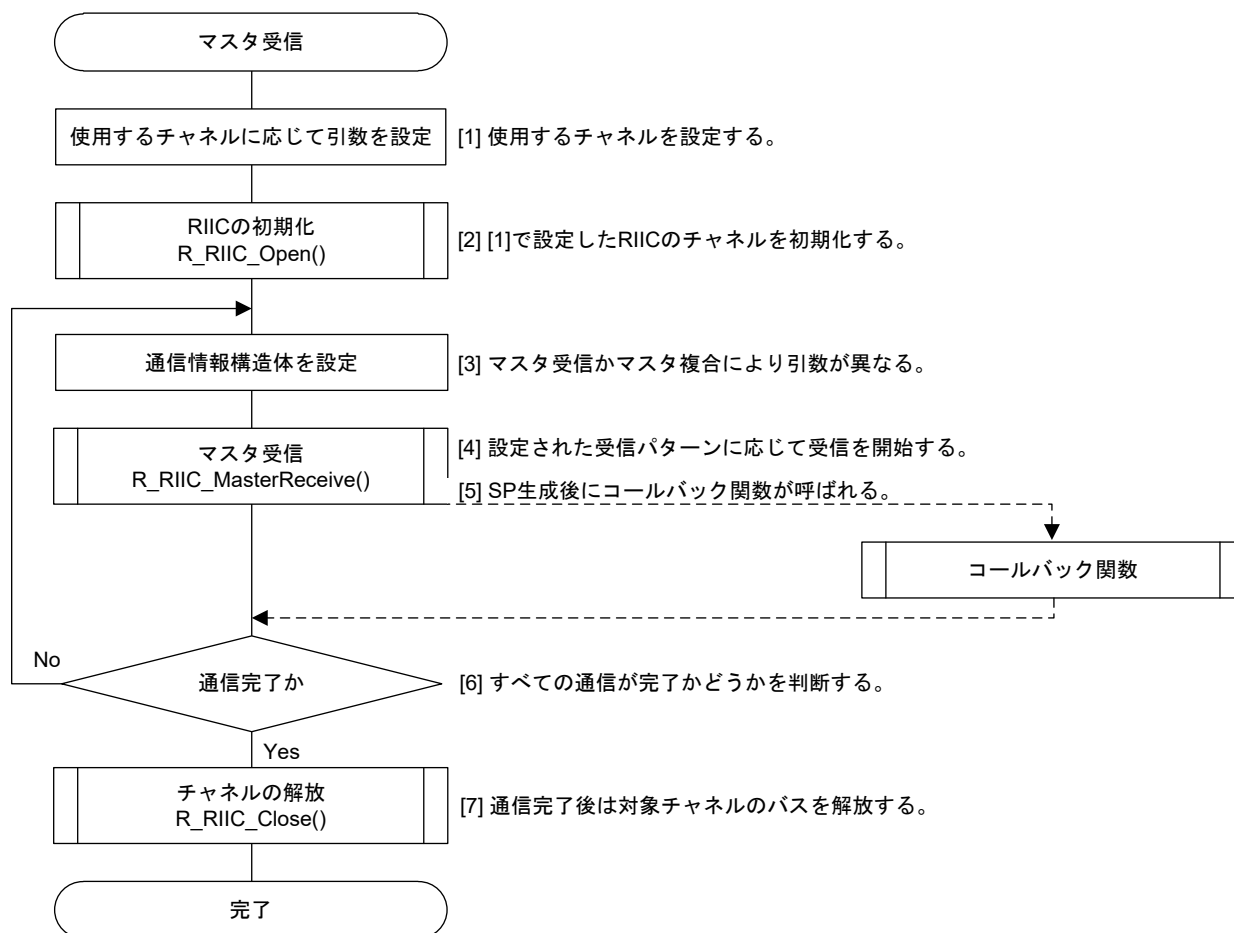 マスタ受信
使用するチャネルに応じて引数を設定
[1] 使用するチャネルを設定する。
RIICの初期化
R_RIIC_Open()
[2] [1]で設定したRIICのチャネルを初期化する。
通信情報構造体を設定
[3] マスタ受信かマスタ複合により引数が異なる。
マスタ受信
R_RIIC_MasterReceive()
[4] 設定された受信パターンに応じて受信を開始する。
[5] SP生成後にコールバック関数が呼ばれる。
コールバック関数
No
通信完了か
[6] すべての通信が完了かどうかを判断する。
Yes
チャネルの解放
R_RIIC_Close()
[7] 通信完了後は対象チャネルのバスを解放する。
完了